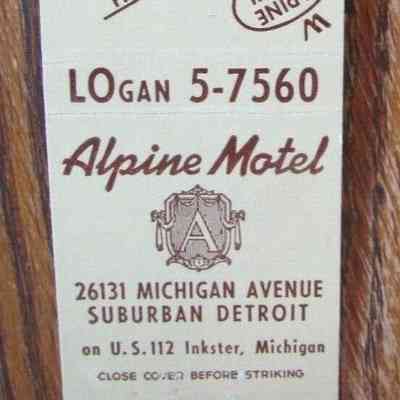 LOGAN 5-7560
Alpine Motel
A
26131 MICHIGAN AVENUE
SUBURBAN DETROIT
on U.S. 112 Inkster, Michigan
CLOSE COVER BEFORE STRIKING